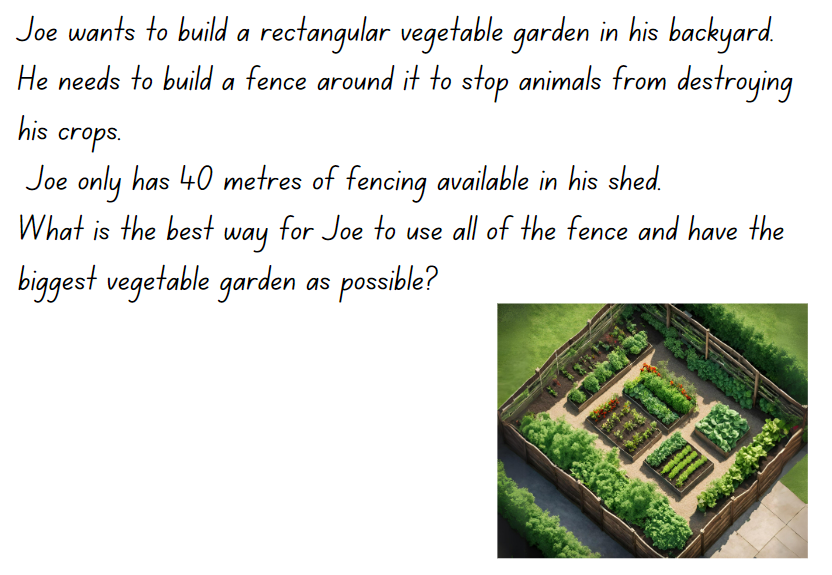 Joe wants to build a rectangular vegetable garden in his backyard.
He needs to build a fence around it to stop animals from destroying
his crops.
Joe only has 40 metres of fencing available in his shed.
What is the best way for Joe to use all of the fence and have the
biggest vegetable garden as possible?